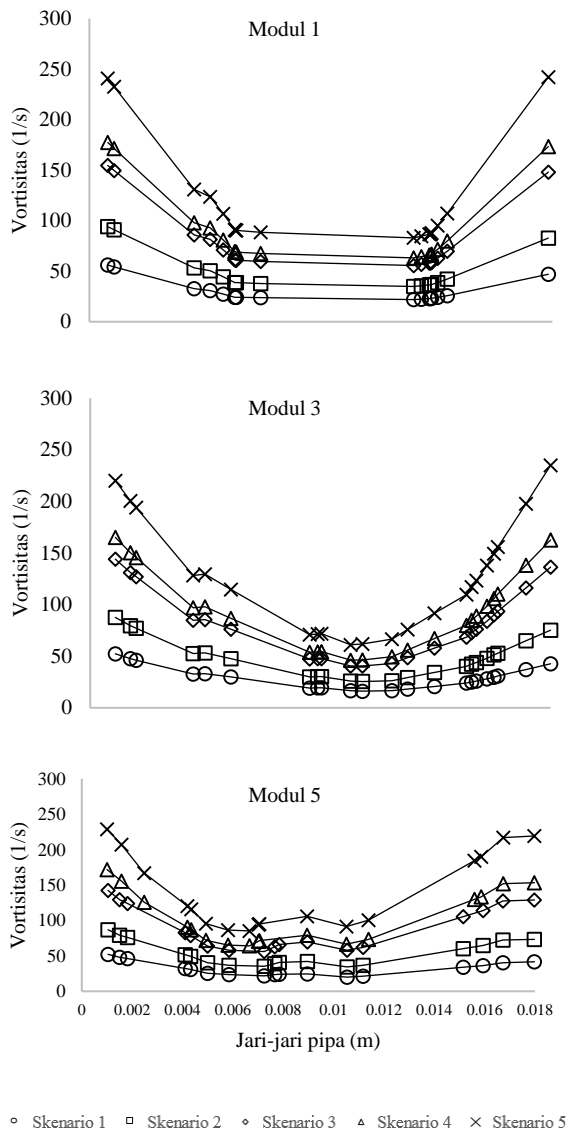 Modul 1
Vortisitas (1/s)
300
250
200
150
100
50
0
Modul 3
Vortisitas (1/s)
300
250
200
150
100
50
0
Modul 5
Vortisitas (1/s)
300
250
200
150
100
50
0
0 0.002 0.004 0.006 0.008 0.01 0.012 0.014 0.016 0.018
Jari-jari pipa (m)
Skenario 1 Skenario 2 Skenario 3 Skenario 4 Skenario 5